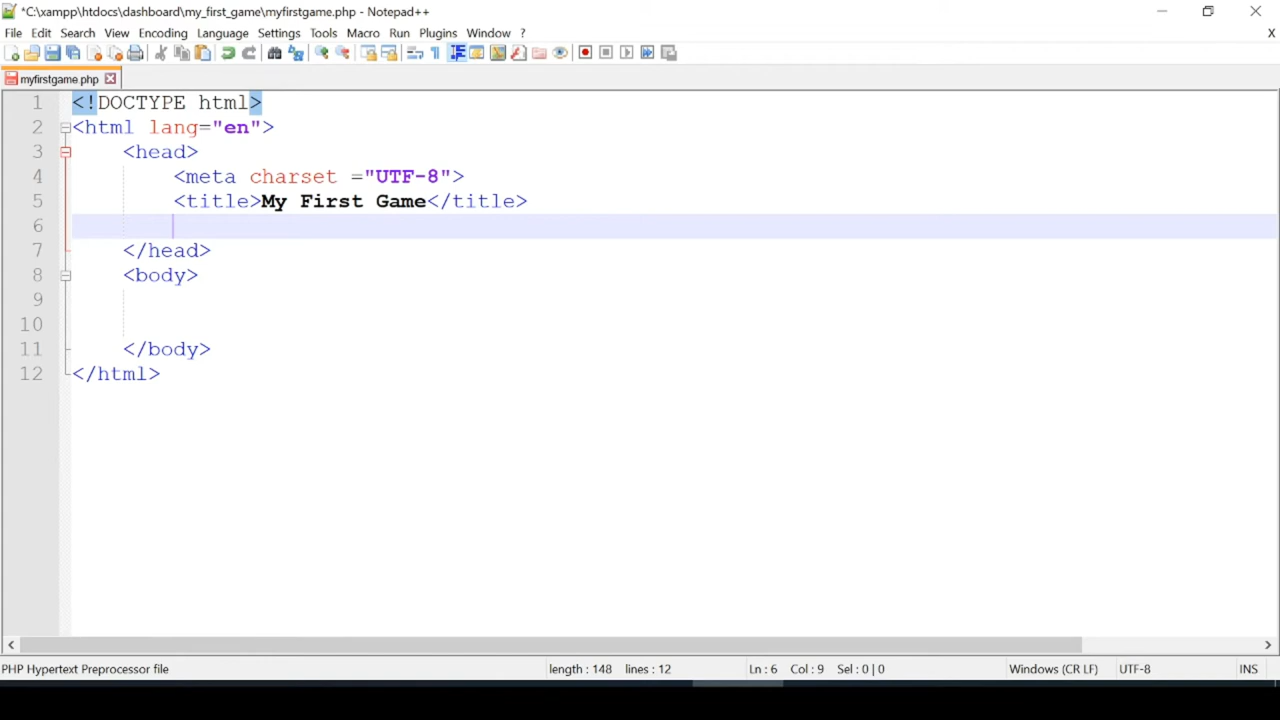 *C:\xampp\htdocs\dashboard\my_first_game\myfirstgame.php - Notepad++
File Edit Search View Encoding Language Settings Tools Macro Run Plugins Window ? X
myfirstgame.php
1 <!DOCTYPE html>
2 <html lang="en">
3 <head>
4 <meta charset ="UTF-8">
5 <title>My First Game</title>
6
7 </head>
8 <body>
9
10
11 </body>
12 </html>
PHP Hypertext Preprocessor file length : 148 lines : 12 Ln : 6 Col : 9 Sel : 0 | 0 Windows (CR LF) UTF-8 INS